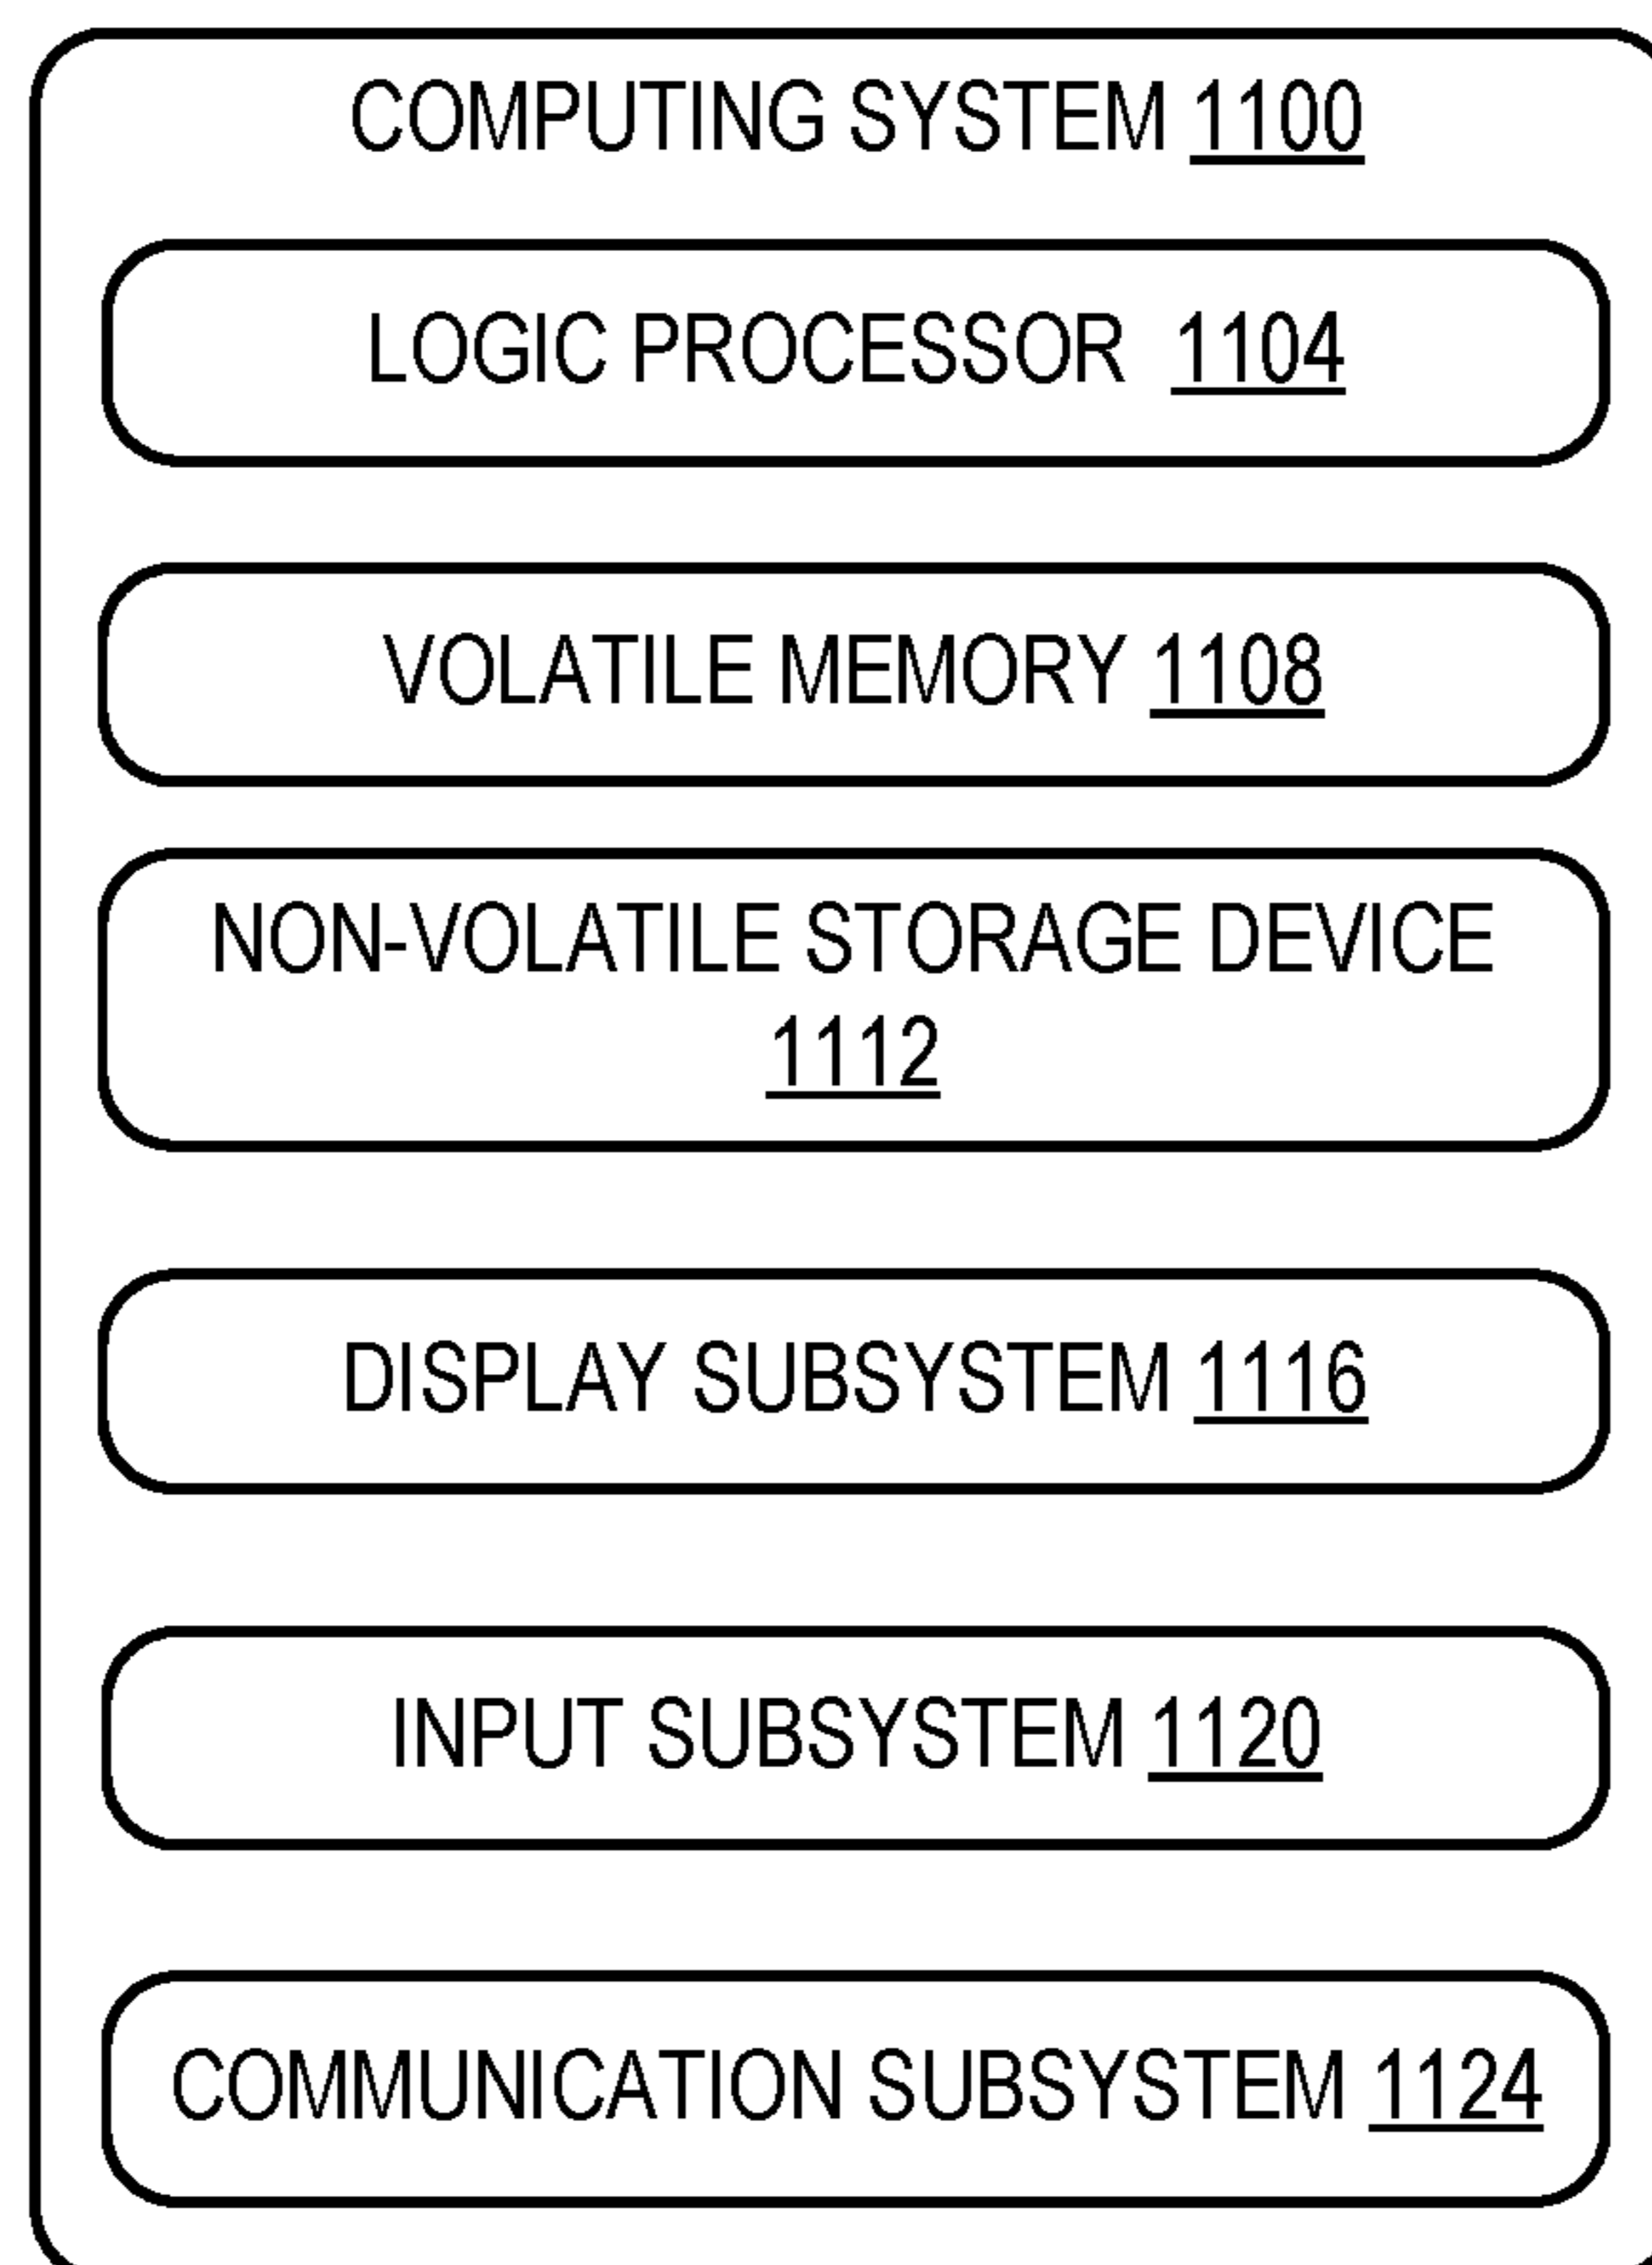 COMPUTING SYSTEM 1100
LOGIC PROCESSOR 1104
VOLATILE MEMORY 1108
NON-VOLATILE STORAGE DEVICE
1112
DISPLAY SUBSYSTEM 1116
INPUT SUBSYSTEM 1120
COMMUNICATION SUBSYSTEM 1124